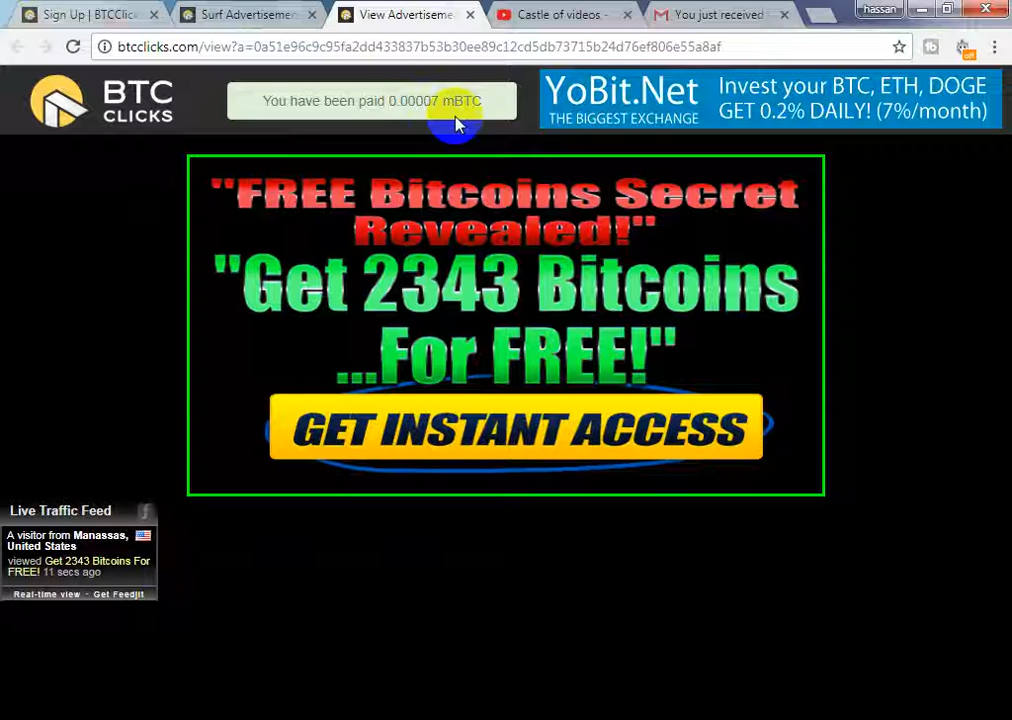 Sign Up | BTCClic
Surf Advertisemen
View Advertiseme
Castle of videos -
You just received
hassan
btcclicks.com/view?a=0a51e96c9c95fa2dd433837b53b30ee89c12cd5db73715b24d76ef806e55a8af
off
BTC
CLICKS
You have been paid 0.00007 mBTC
YoBit.Net
THE BIGGEST EXCHANGE
Invest your BTC, ETH, DOGE
GET 0.2% DAILY! (7%/month)
"FREE Bitcoins Secret
Revealed!"
"Get 2343 Bitcoins
...For FREE!"
GET INSTANT ACCESS
Live Traffic Feed
A visitor from Manassas,
United States
viewed Get 2343 Bitcoins For
FREE! 11 secs ago
Real-time view - Get Feedjit